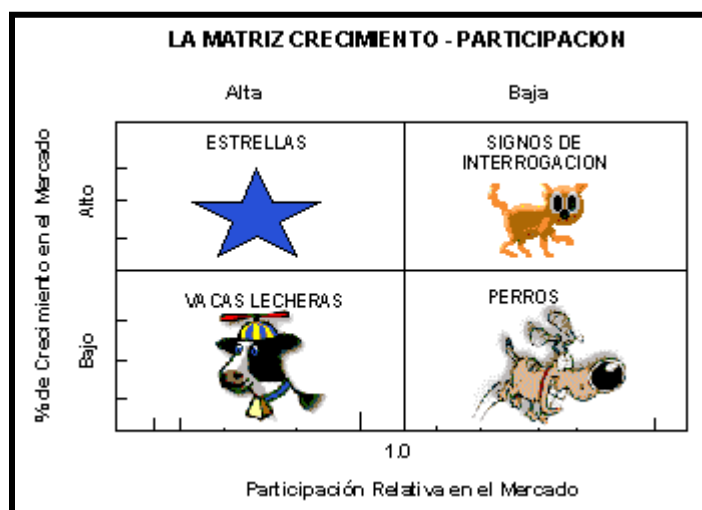 LA MATRIZ CRECIMIENTO - PARTICIPACION
Alta
Baja
% de Crecimiento en el Mercado
Alto
Bajo
ESTRELLAS
SIGNOS DE
INTERROGACION
VACAS LECHERAS
PERROS
1.0
Participación Relativa en el Mercado